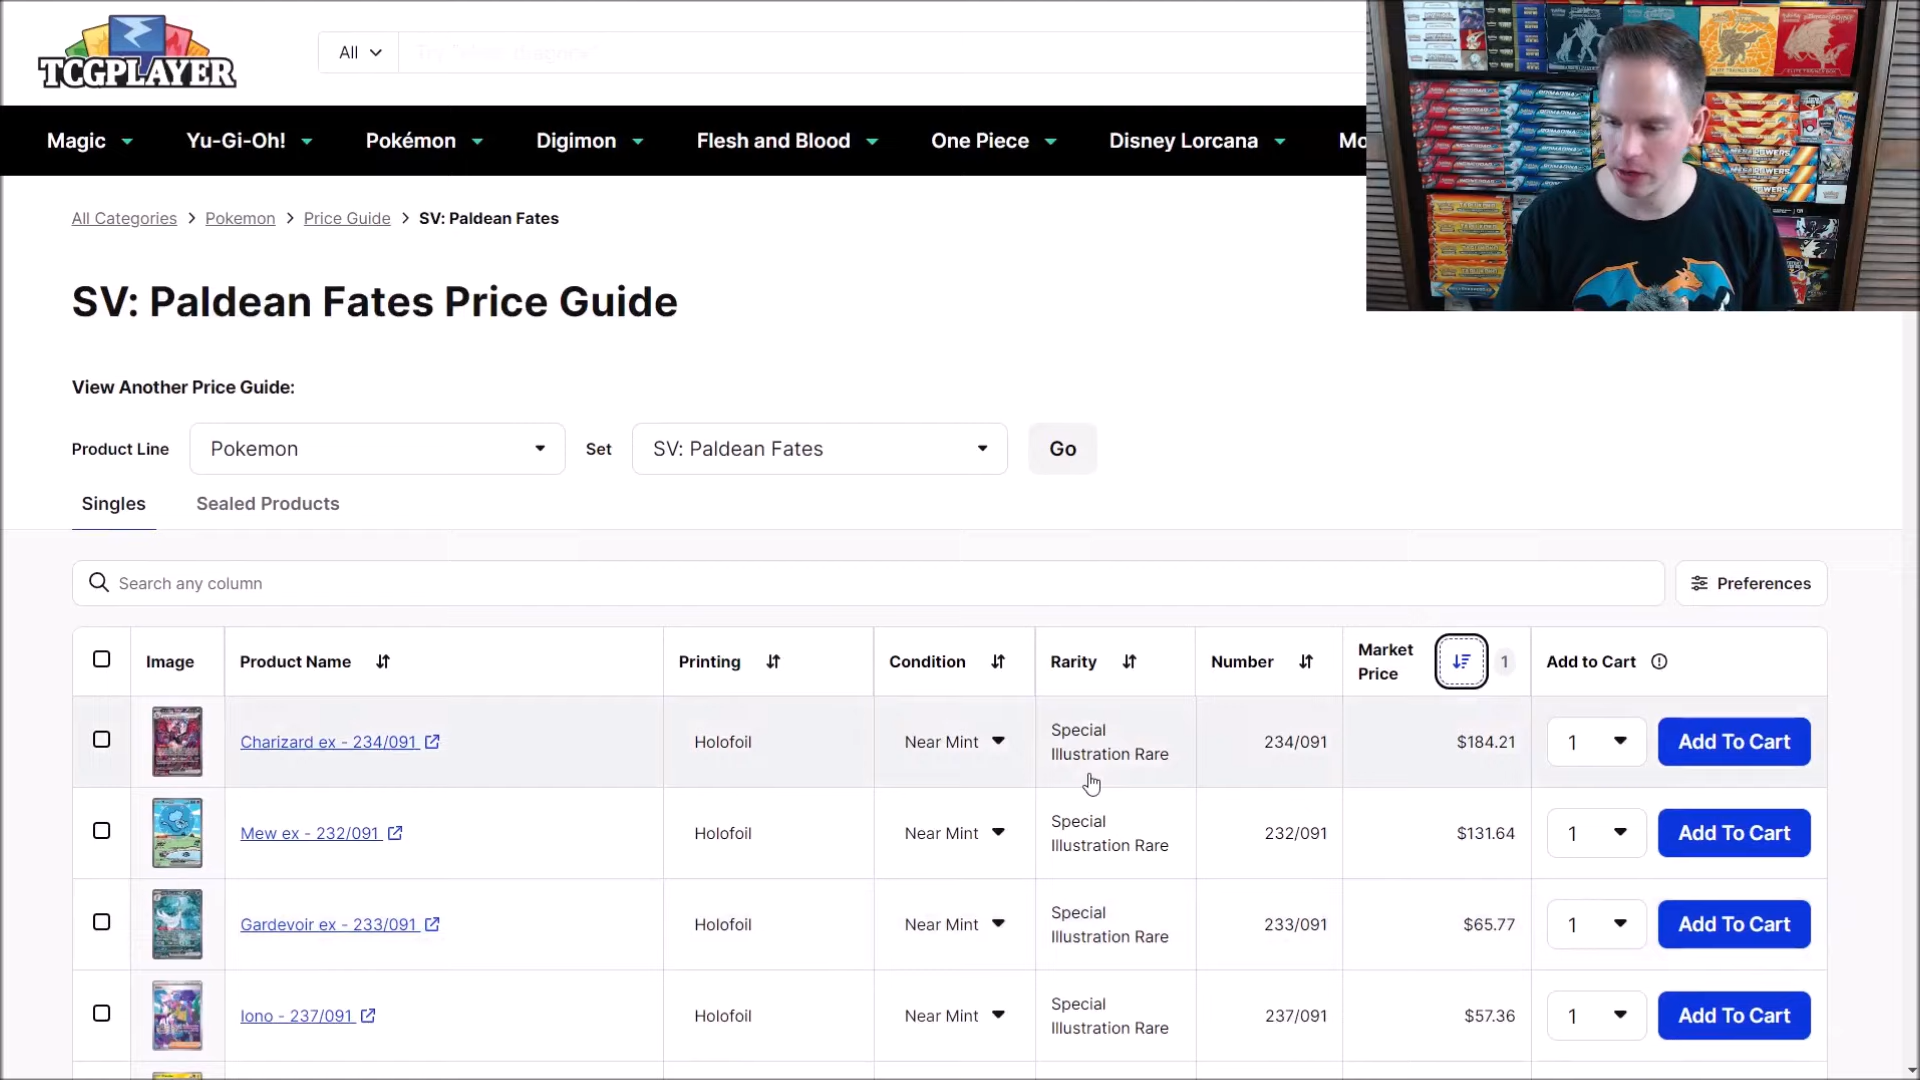 TCGPLAYER
All
Magic Yu-Gi-Oh! Pokémon Digimon Flesh and Blood One Piece Disney Lorcana Mo
All Categories > Pokemon > Price Guide > SV: Paldean Fates
SV: Paldean Fates Price Guide
View Another Price Guide:
Product Line Pokemon Set SV: Paldean Fates Go
Singles Sealed Products
Search any column Preferences
Image Product Name Printing Condition Rarity Number Market Price 1 Add to Cart
Charizard ex - 234/091 Holofoil Near Mint Special Illustration Rare 234/091 $184.21 1 Add To Cart
Mew ex - 232/091 Holofoil Near Mint Special Illustration Rare 232/091 $131.64 1 Add To Cart
Gardevoir ex - 233/091 Holofoil Near Mint Special Illustration Rare 233/091 $65.77 1 Add To Cart
Iono - 237/091 Holofoil Near Mint Special Illustration Rare 237/091 $57.36 1 Add To Cart